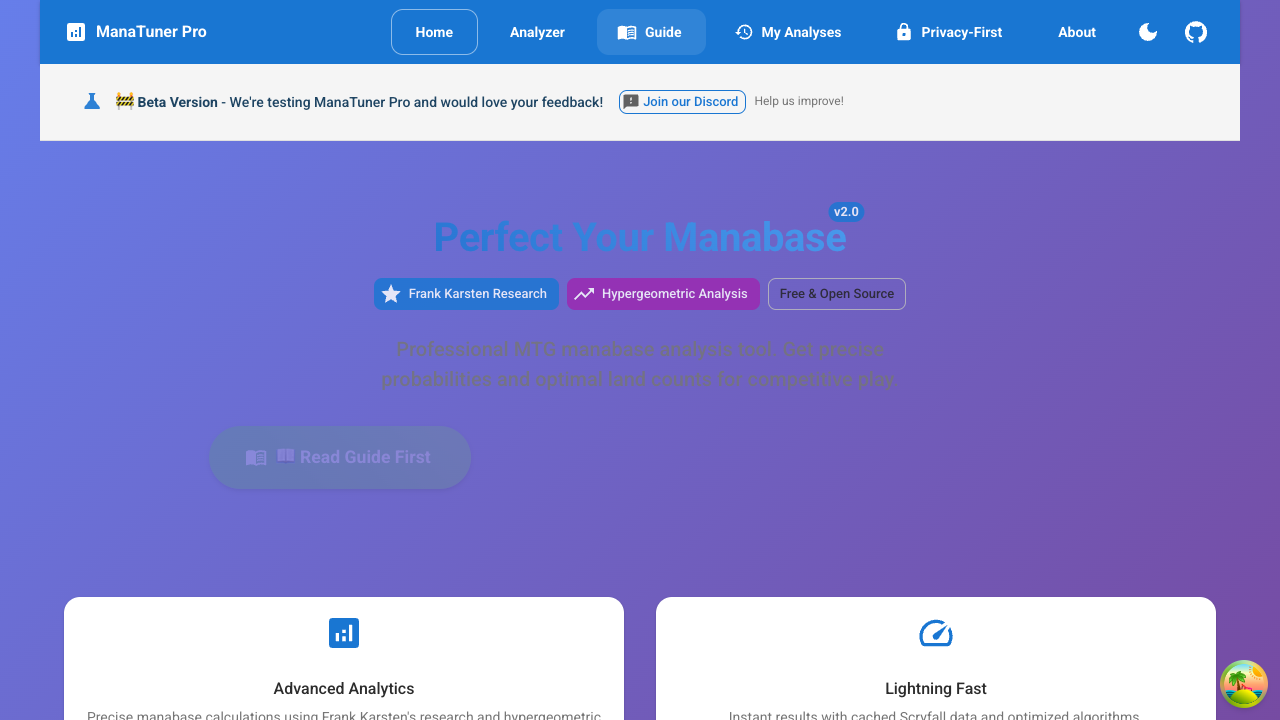 ManaTuner Pro
Home
Analyzer
Guide
My Analyses
Privacy-First
About
Beta Version - We're testing ManaTuner Pro and would love your feedback!
Join our Discord
Help us improve!
v2.0
Perfect Your Manabase
Frank Karsten Research
Hypergeometric Analysis
Free & Open Source
Professional MTG manabase analysis tool. Get precise
probabilities and optimal land counts for competitive play.
Read Guide First
Advanced Analytics
Precise manabase calculations using Frank Karsten's research and hypergeometric
Lightning Fast
Instant results with cached Scryfall data and optimized algorithms